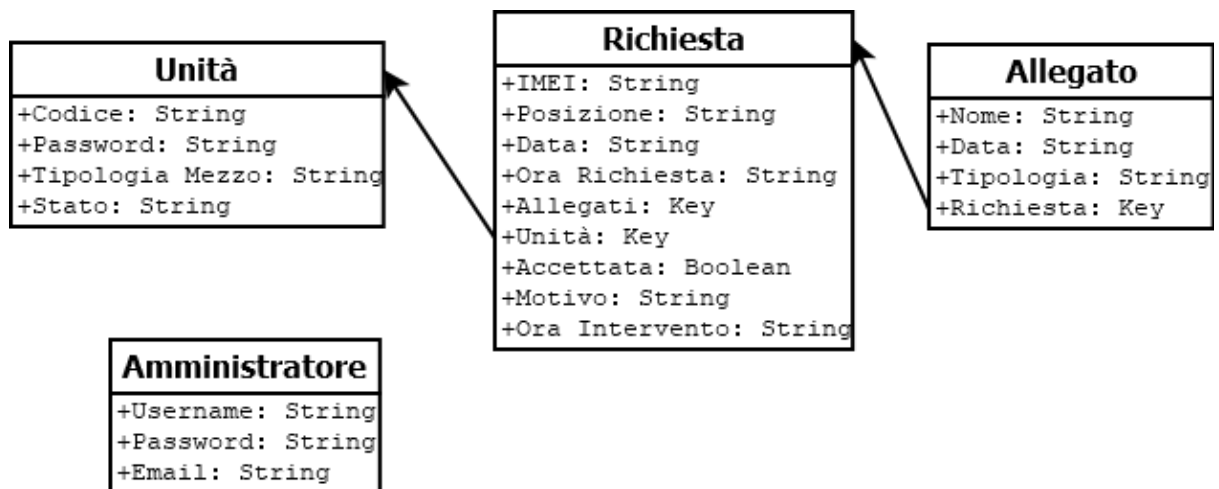 Unità
+Codice: String
+Password: String
+Tipologia Mezzo: String
+Stato: String
Richiesta
+IMEI: String
+Posizione: String
+Data: String
+Ora Richiesta: String
+Allegati: Key
+Unità: Key
+Accettata: Boolean
+Motivo: String
+Ora Intervento: String
Allegato
+Nome: String
+Data: String
+Tipologia: String
+Richiesta: Key
Amministratore
+Username: String
+Password: String
+Email: String